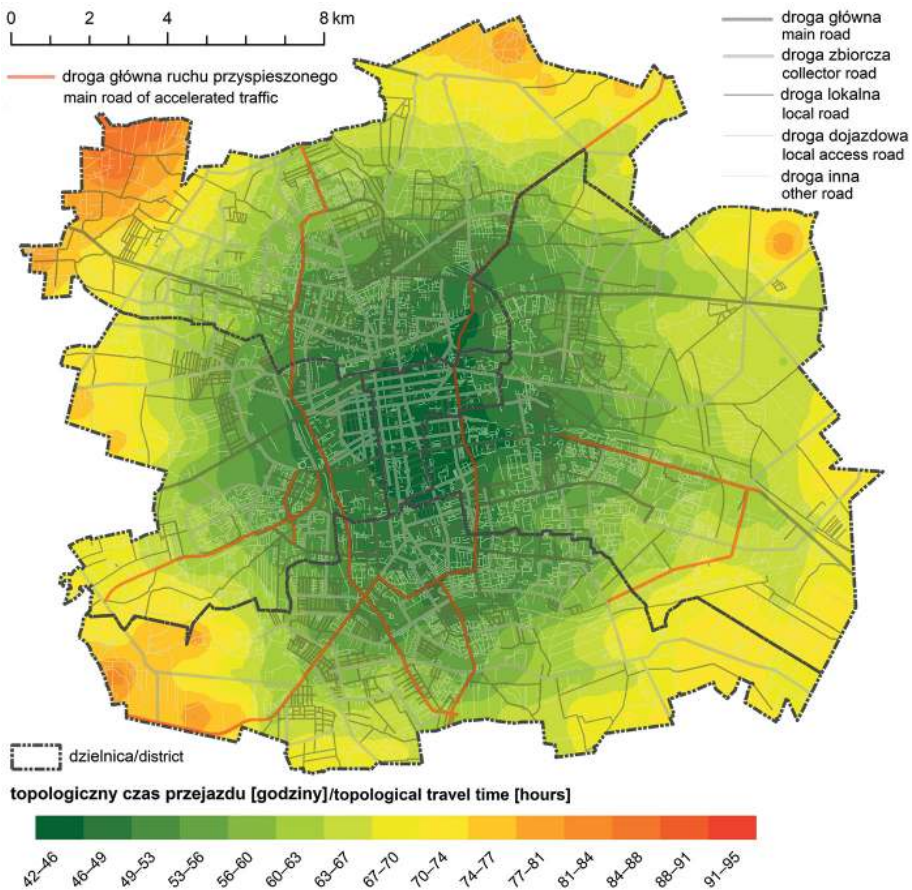 0 4 8 km
droga główna ruchu przyspieszonego
main road of accelerated traffic
droga główna
main road
droga zbiorcza
collector road
droga lokalna
local road
droga dojazdowa
local access road
droga inna
other road
dzielnica/district
topologiczny czas przejazdu [godziny]/topological travel time [hours]
42–46
46–49
49–53
53–56
56–60
60–63
63–67
67–70
70–74
74–77
77–81
81–84
84–88
88–91
91–95